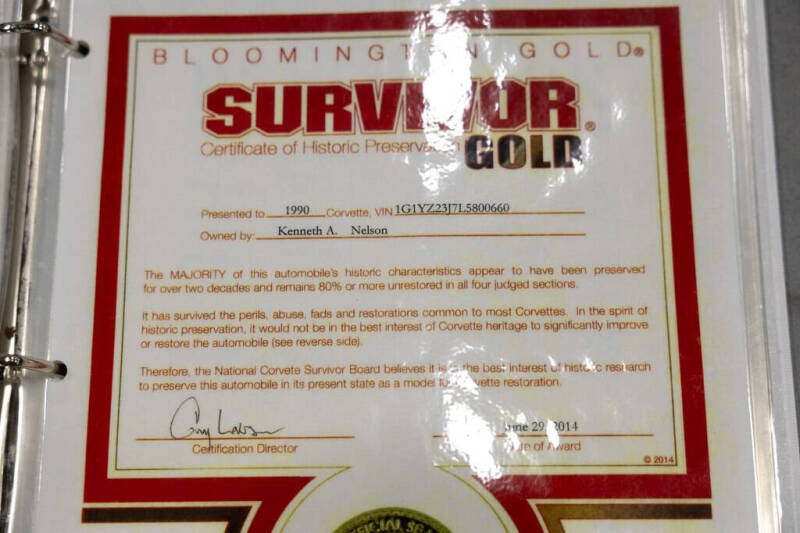 BLOOMINGTON GOLD®
SURVIVOR®
Certificate of Historic Preservation GOLD
Presented to 1990 Corvette, VIN 1G1YZ23J7L5800660
Owned by: Kenneth A. Nelson
The MAJORITY of this automobile's historic characteristics appear to have been preserved
for over two decades and remains 80% or more unrestored in all four judged sections.
It has survived the perils, abuse, fads and restorations common to most Corvettes. In the spirit of
historic preservation, it would not be in the best interest of Corvette heritage to significantly improve
or restore the automobile (see reverse side).
Therefore, the National Corvete Survivor Board believes it is in the best interest of historic research
to preserve this automobile in its present state as a model for Corvette restoration.
June 29, 2014
Certification Director
Date of Award
© 2014
OFFICIAL SEAL